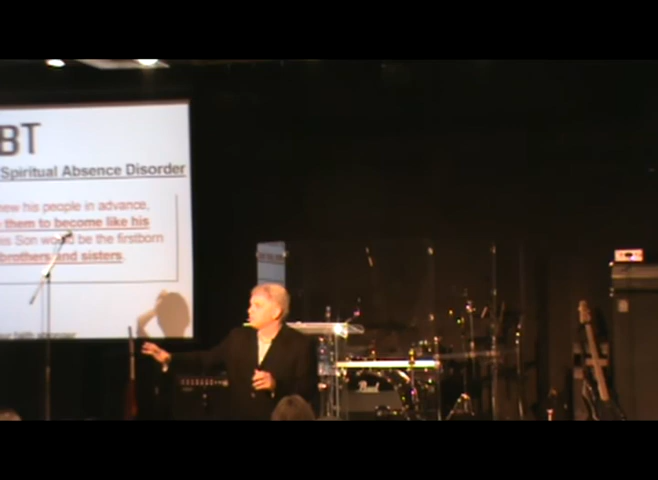 BT
Spiritual Absence Disorder
new his people in advance,
them to become like his
is Son would be the firstborn
brothers and sisters.